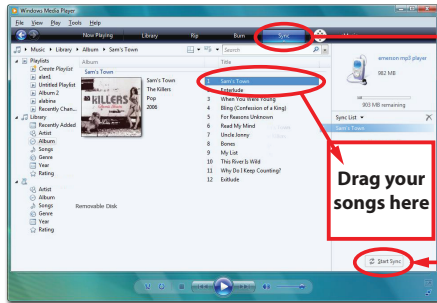 Windows Media Player
File View Play Tools Help
Now Playing Library Rip Burn Sync
Music Library Album Sam's Town Search
Playlists
Create Playlist
alan1
Untitled Playlist
Album 2
alabina
Recently Chan...
Library
Recently Added
Artist
Album
Songs
Genre
Year
Rating
Artist
Album
Songs
Genre
Year
Rating
Album
Sam's Town
KILLERS
Sam's Town
The Killers
Pop
2006
Removable Disk
Title
1 Sam's Town
2 Enterlude
3 When You Were Young
4 Bling (Confession of a King)
5 For Reasons Unknown
6 Read My Mind
7 Uncle Jonny
8 Bones
9 My List
10 This River Is Wild
11 Why Do I Keep Counting?
12 Exitlude
emerson mp3 player
982 MB
903 MB remaining
Sync List
Sam's Town
Drag your
songs here
Start Sync